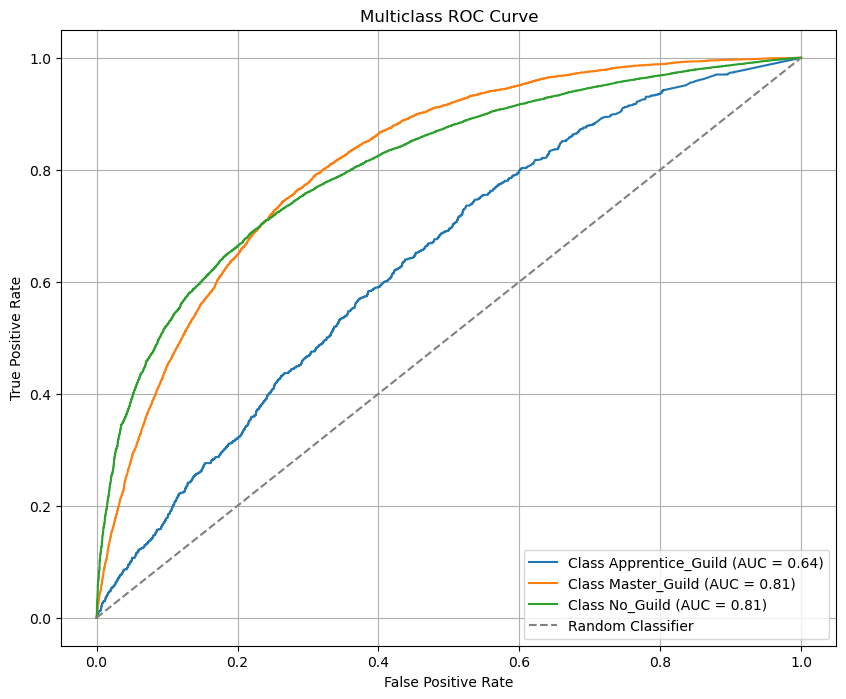 Multiclass ROC Curve
True Positive Rate
1.0
0.8
0.6
0.4
0.2
0.0
0.0 0.2 0.4 0.6 0.8 1.0
False Positive Rate
Class Apprentice_Guild (AUC = 0.64)
Class Master_Guild (AUC = 0.81)
Class No_Guild (AUC = 0.81)
Random Classifier